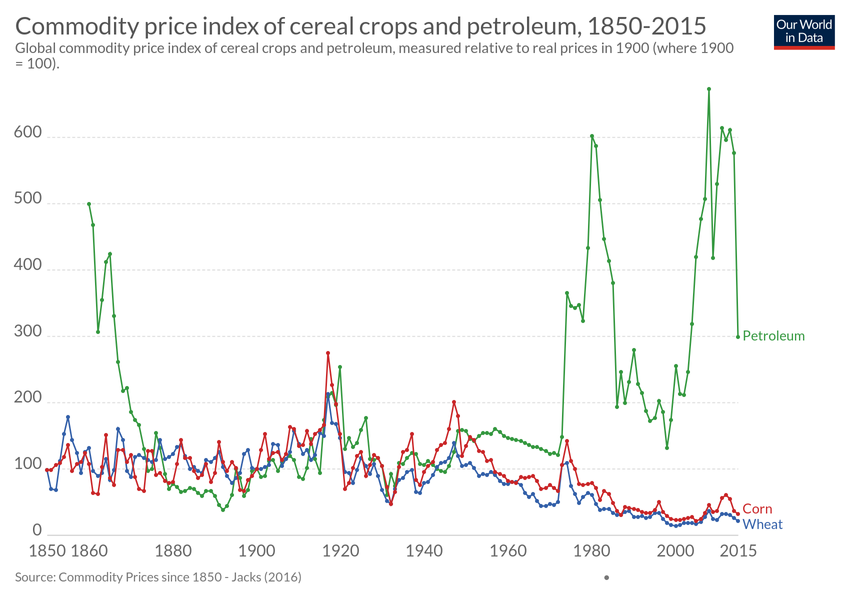 Commodity price index of cereal crops and petroleum, 1850-2015
Our World
in Data
Global commodity price index of cereal crops and petroleum, measured relative to real prices in 1900 (where 1900
= 100).
600
500
400
300
Petroleum
200
100
Corn
Wheat
0
1850 1860 1880 1900 1920 1940 1960 1980 2000 2015
Source: Commodity Prices since 1850 - Jacks (2016)